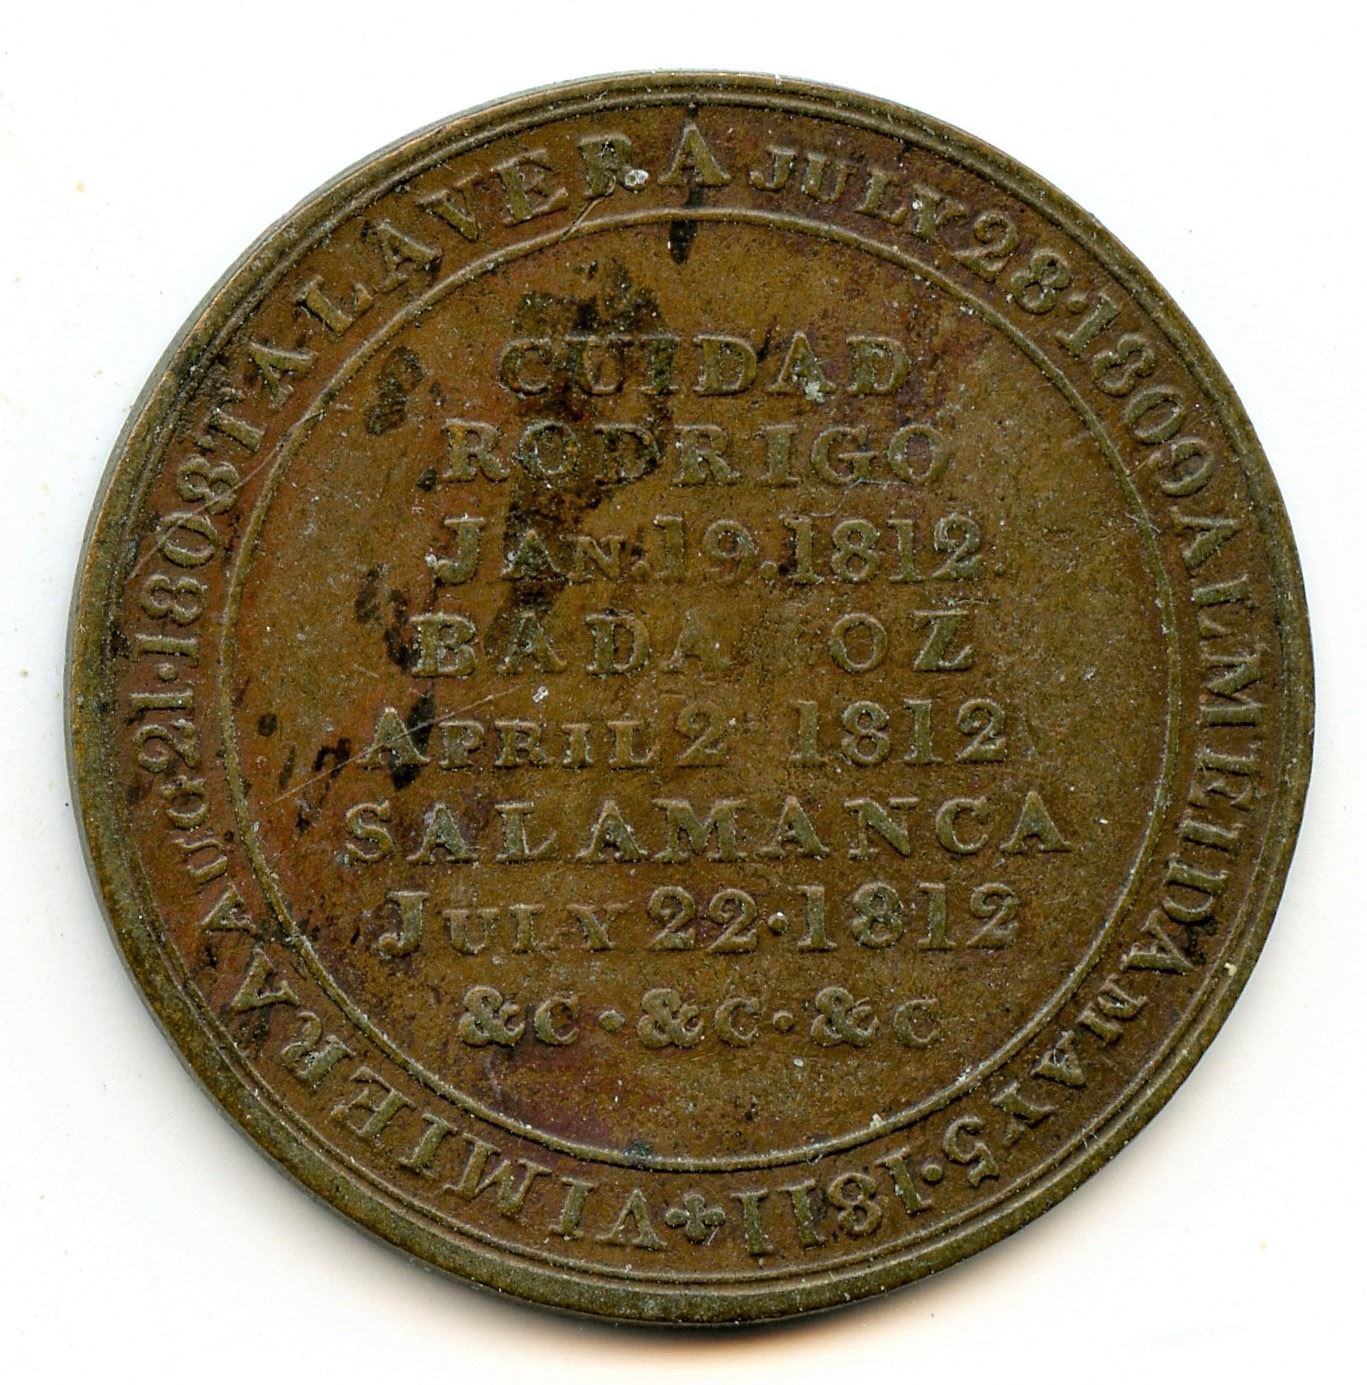 VIMIERA AUG 21·1808 TALAVERA JULY 28·1809 ALMEIDA MAY 5·1811
CUIDAD
RODRIGO
JAN.19.1812.
BADA OZ
APRIL 2 1812
SALAMANCA
JULY 22·1812
&C·&C·&C